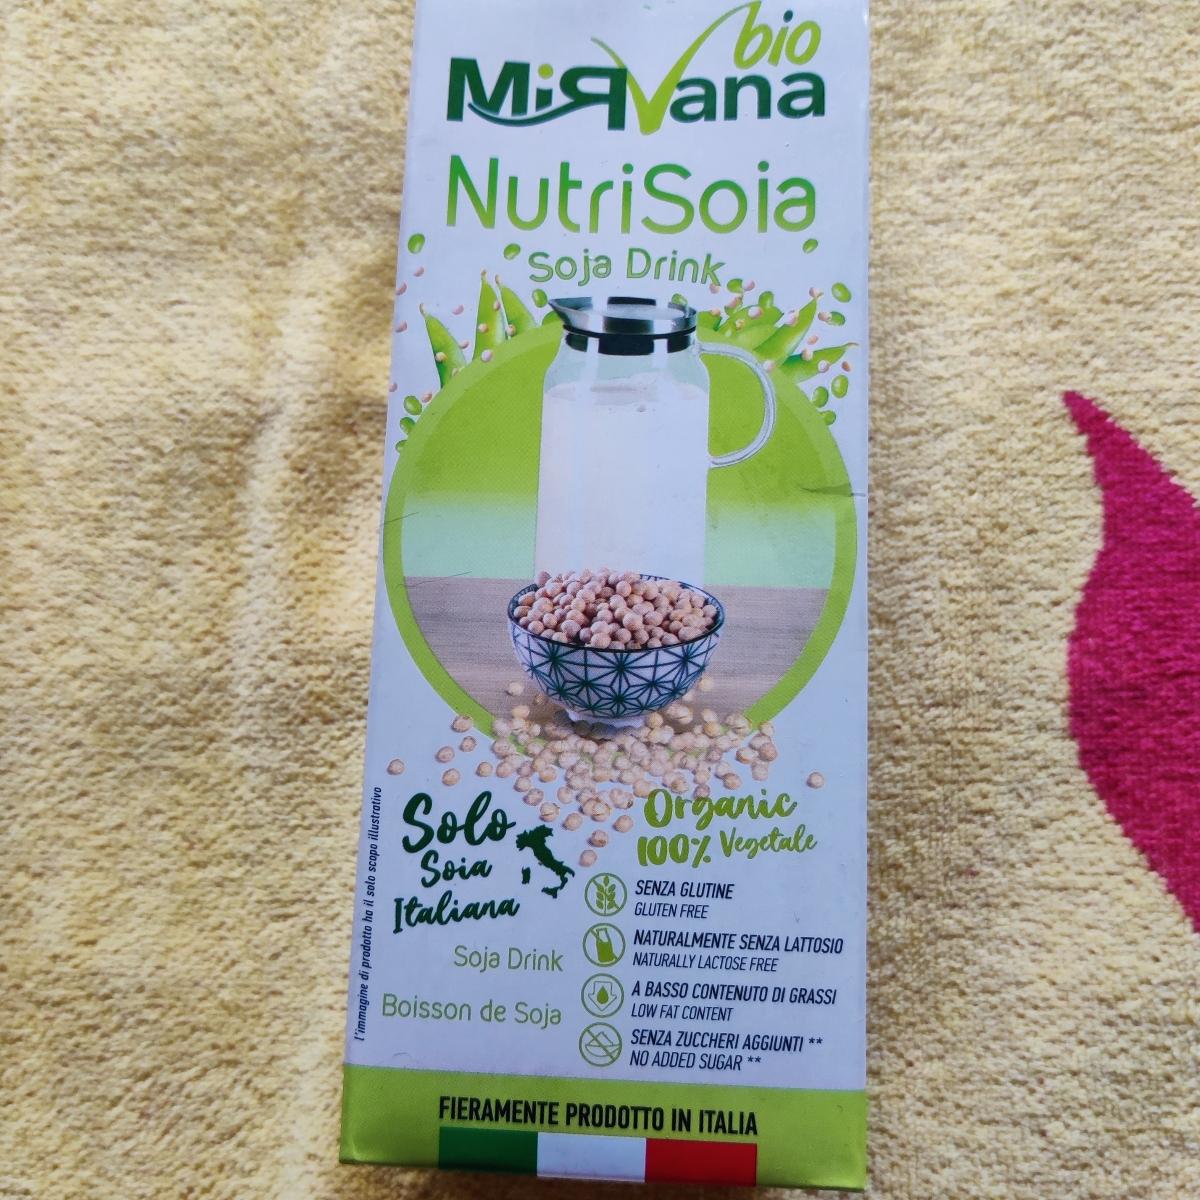 bio
MiRVana
NutriSoia
Soja Drink
Solo
Soia
Italiana
Organic
100% Vegetale
SENZA GLUTINE
GLUTEN FREE
NATURALMENTE SENZA LATTOSIO
NATURALLY LACTOSE FREE
A BASSO CONTENUTO DI GRASSI
LOW FAT CONTENT
SENZA ZUCCHERI AGGIUNTI **
NO ADDED SUGAR **
Soja Drink
Boisson de Soja
l'immagine di prodotto ha il solo scopo illustrativo
FIERAMENTE PRODOTTO IN ITALIA